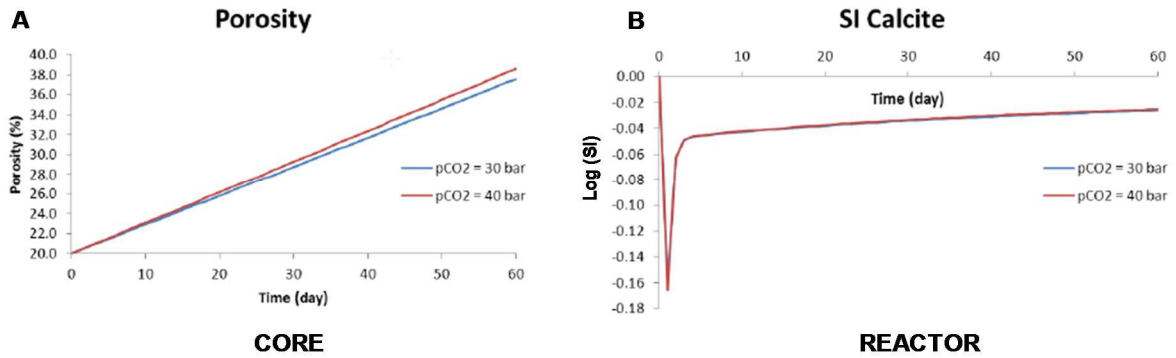 A
Porosity
40.0
38.0
36.0
34.0
32.0
30.0
28.0
26.0
24.0
22.0
20.0
Porosity (%)
0 10 20 30 40 50 60
Time (day)
pCO2 = 30 bar
pCO2 = 40 bar
CORE
B
SI Calcite
0 10 20 30 40 50 60
Time (day)
0.00
-0.02
-0.04
-0.06
-0.08
-0.10
-0.12
-0.14
-0.16
-0.18
Log (SI)
pCO2 = 30 bar
pCO2 = 40 bar
REACTOR